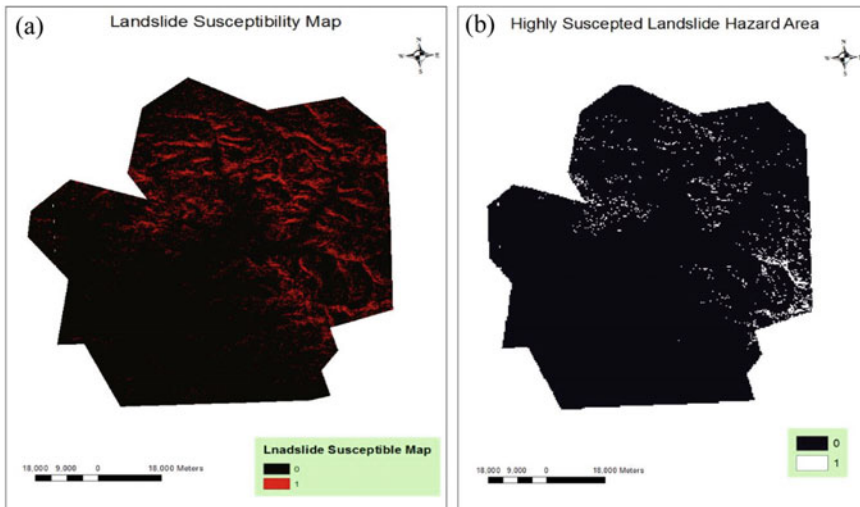 (a)
Landslide Susceptibility Map
N
N E
S
18,000 9,000 0 18,000 Meters
Lnadslide Susceptible Map
0
1
(b)
Highly Suscepted Landslide Hazard Area
N
N E
S
18,000 9,000 0 18,000 Meters
0
1